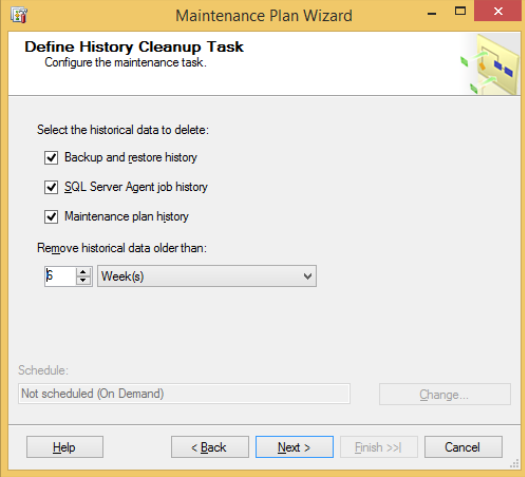 Maintenance Plan Wizard
Define History Cleanup Task
Configure the maintenance task.
Select the historical data to delete:
Backup and restore history
SQL Server Agent job history
Maintenance plan history
Remove historical data older than:
6 Week(s)
Schedule:
Not scheduled (On Demand) Change...
Help < Back Next > Finish >>| Cancel